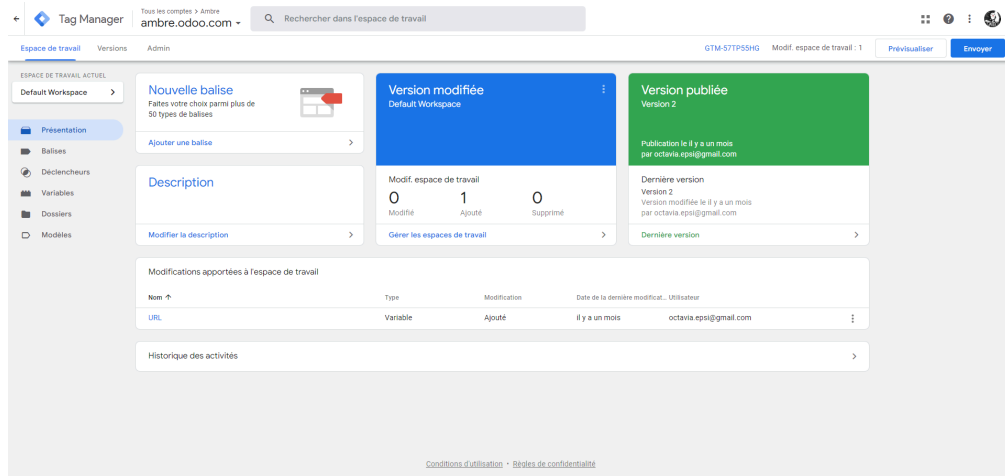 Tag Manager
Tous les comptes > Ambre
ambre.odoo.com
Rechercher dans l'espace de travail
Espace de travail
Versions
Admin
GTM-57TP55HG
Modif. espace de travail : 1
Prévisualiser
Envoyer
ESPACE DE TRAVAIL ACTUEL
Default Workspace
Présentation
Balises
Déclencheurs
Variables
Dossiers
Modèles
Nouvelle balise
Faites votre choix parmi plus de
50 types de balises
Ajouter une balise
Description
Modifier la description
Version modifiée
Default Workspace
Modif. espace de travail
0
1
0
Modifié
Ajouté
Supprimé
Gérer les espaces de travail
Version publiée
Version 2
Publication le il y a un mois
par octavia.epsi@gmail.com
Dernière version
Version 2
Version modifiée le il y a un mois
par octavia.epsi@gmail.com
Dernière version
Modifications apportées à l'espace de travail
Nom
Type
Modification
Date de la dernière modificat...
Utilisateur
URL
Variable
Ajouté
il y a un mois
octavia.epsi@gmail.com
Historique des activités
Conditions d'utilisation • Règles de confidentialité